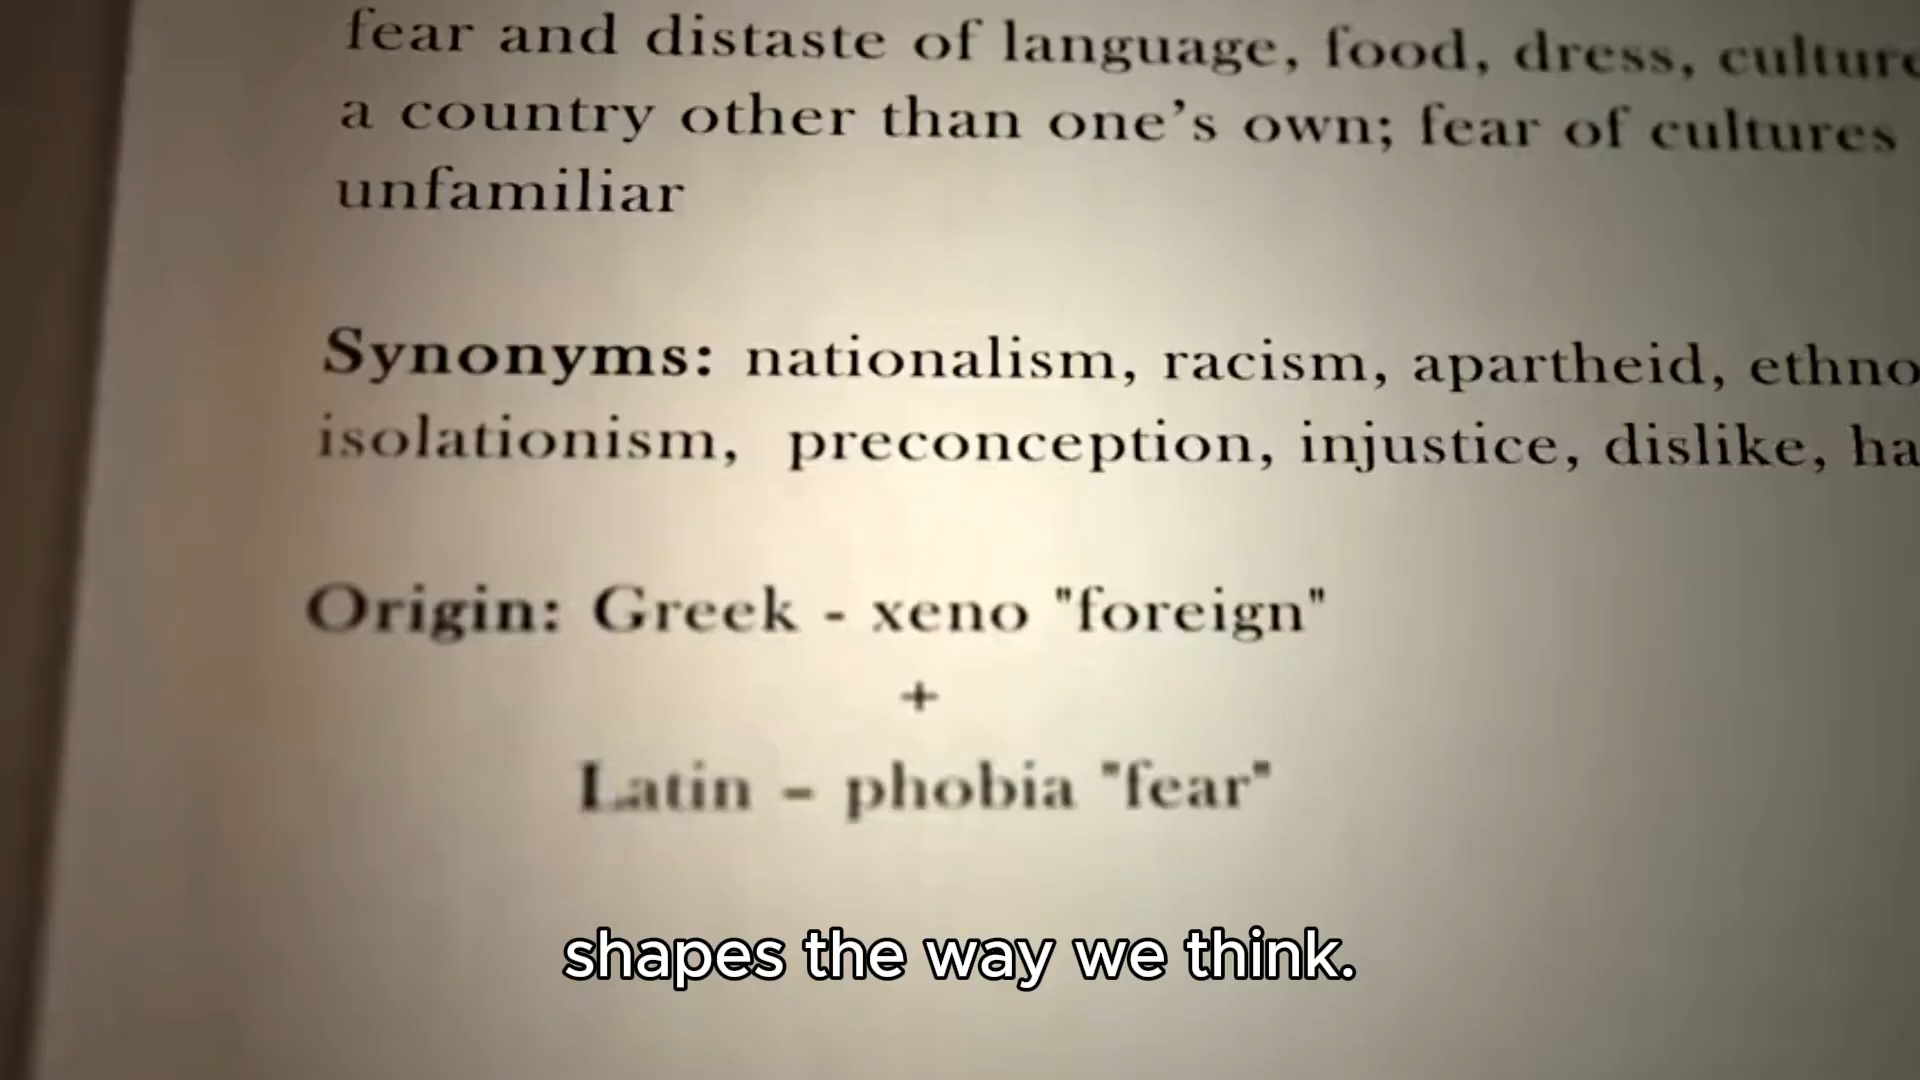 fear and distaste of language, food, dress, culture
a country other than one's own; fear of cultures
unfamiliar
Synonyms: nationalism, racism, apartheid, ethno
isolationism, preconception, injustice, dislike, ha
Origin: Greek - xeno "foreign"
+
Latin - phobia "fear"
shapes the way we think.